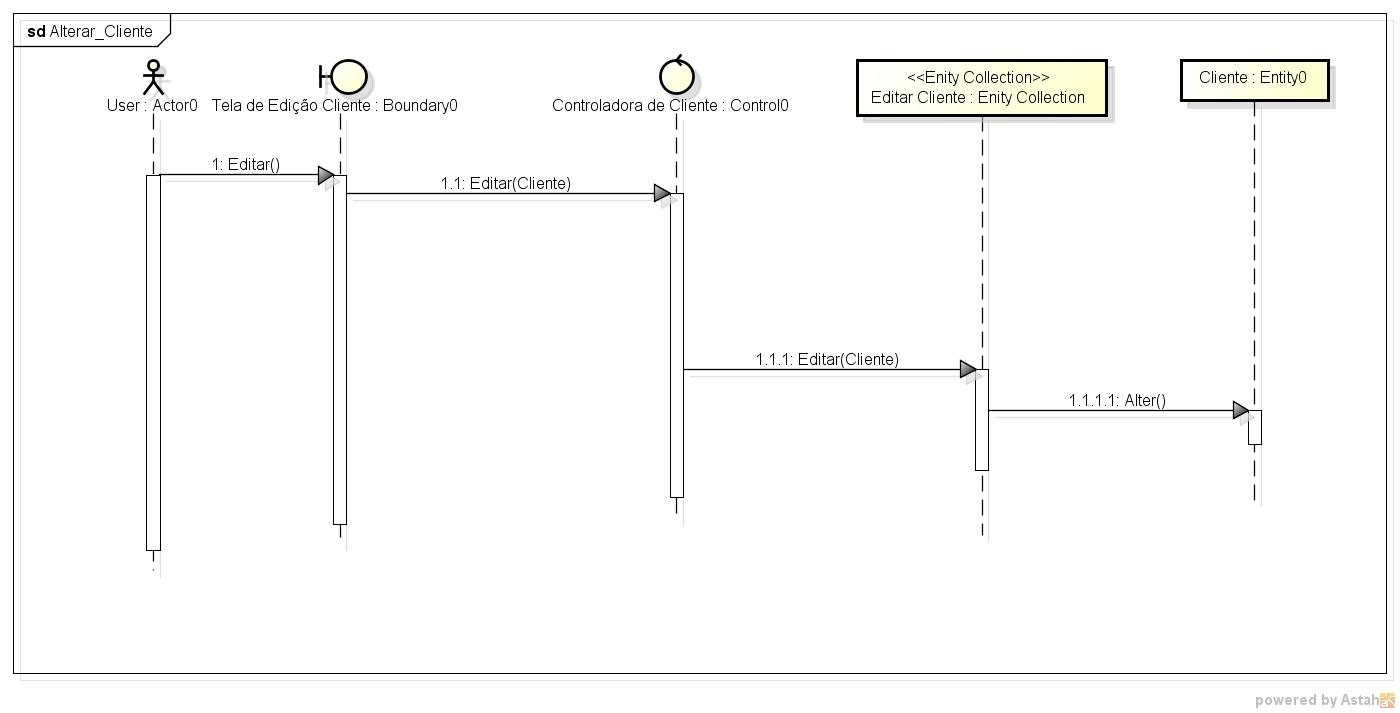 sd Alterar_Cliente
User : Actor0
Tela de Edição Cliente : Boundary0
Controladora de Cliente : Control0
<<Enity Collection>>
Editar Cliente : Enity Collection
Cliente : Entity0
1: Editar()
1.1: Editar(Cliente)
1.1.1: Editar(Cliente)
1.1.1.1: Alter()
powered by Astah